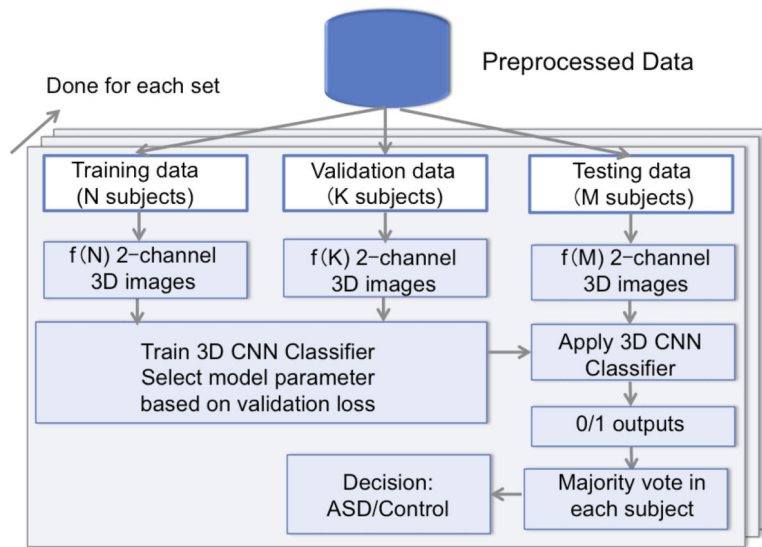 Preprocessed Data
Done for each set
Training data
(N subjects)
Validation data
(K subjects)
Testing data
(M subjects)
f(N) 2-channel
3D images
f(K) 2-channel
3D images
f(M) 2-channel
3D images
Train 3D CNN Classifier
Select model parameter
based on validation loss
Apply 3D CNN
Classifier
0/1 outputs
Majority vote in
each subject
Decision:
ASD/Control